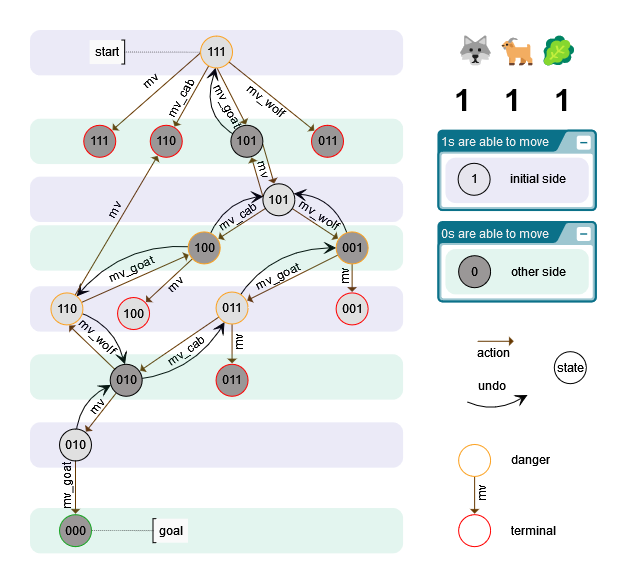 start
111
mv
mv_cab
mv_goat
mv_wolf
111
110
101
011
mv
mv
101
mv_cab
mv_wolf
100
001
mv_goat
mv
mv_goat
mv
110
100
011
001
mv_wolf
mv_cab
mv
010
011
mv
010
mv_goat
000
goal
1 1 1
1s are able to move
1
initial side
0s are able to move
0
other side
action
state
undo
danger
mv
terminal